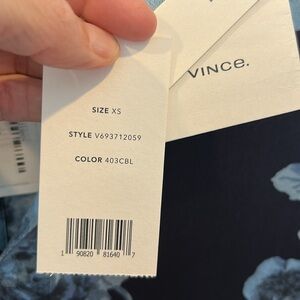 VINCE.
SIZE XS
STYLE V693712059
COLOR 403CBL
1 90820 81640 7